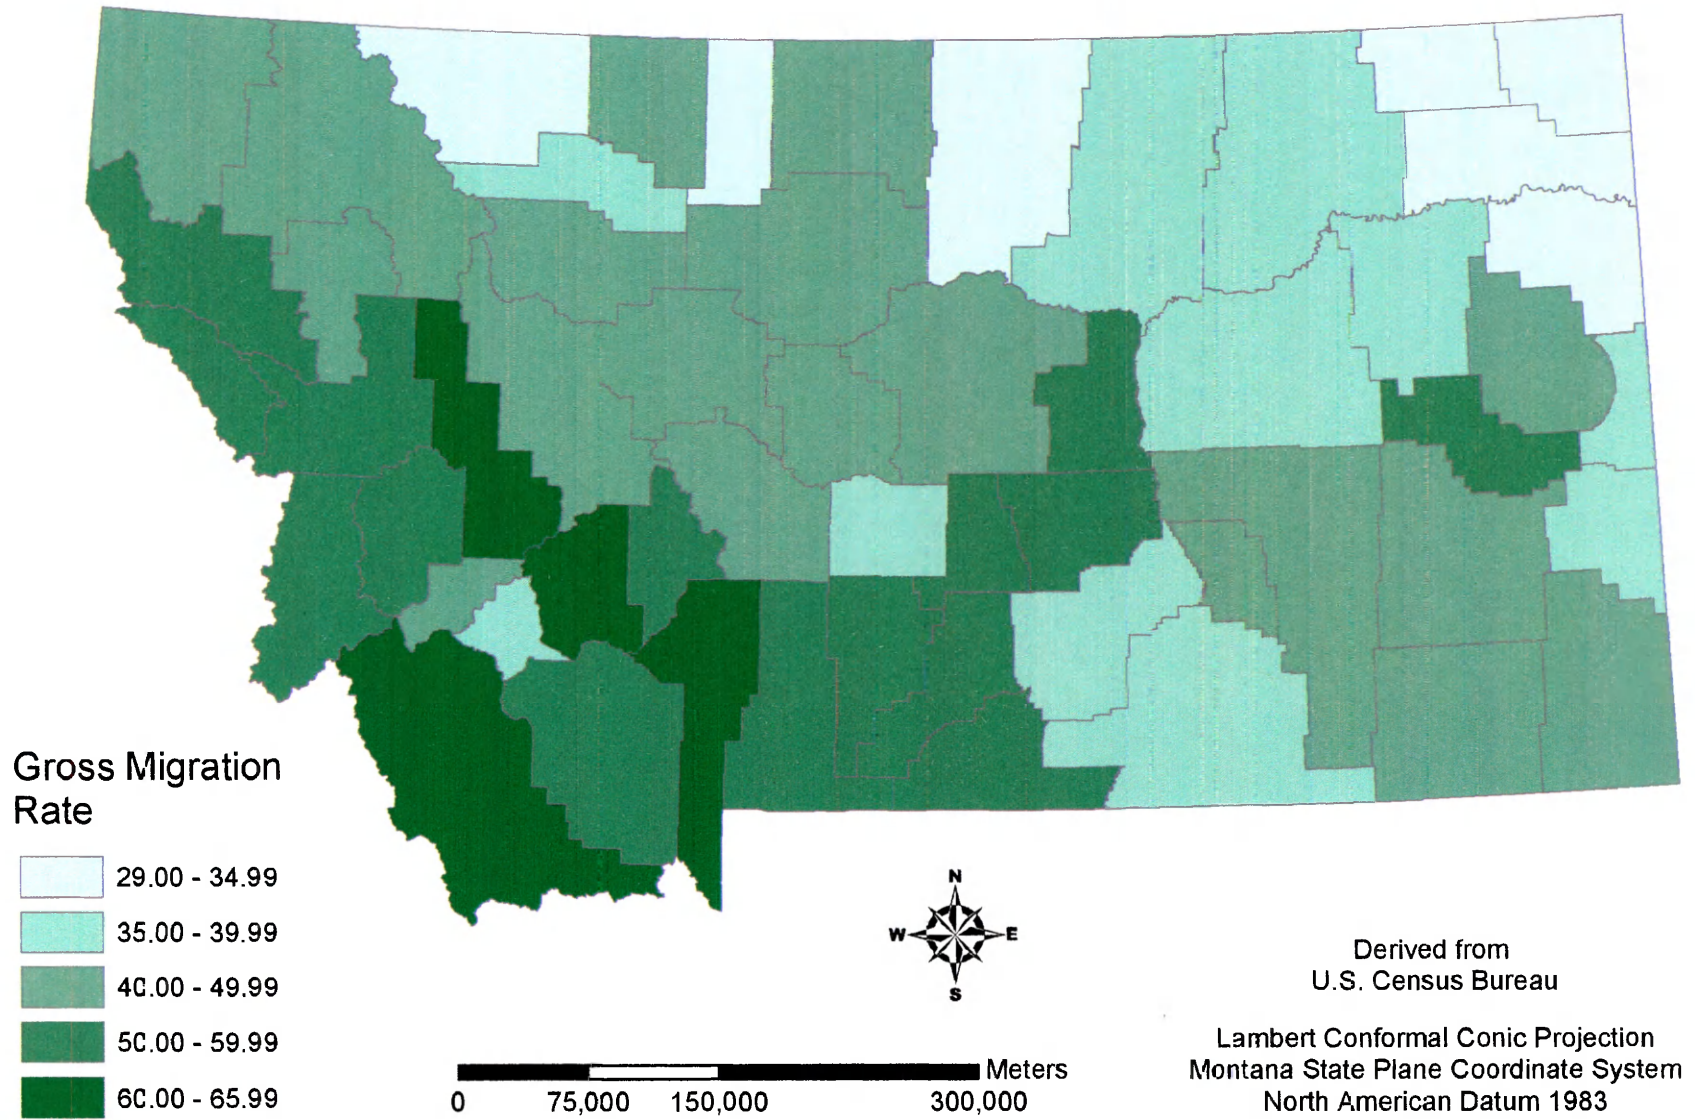 Gross Migration
Rate
29.00 - 34.99
35.00 - 39.99
40.00 - 49.99
50.00 - 59.99
60.00 - 65.99
N
W E
S
Meters
0 75,000 150,000 300,000
Derived from
U.S. Census Bureau
Lambert Conformal Conic Projection
Montana State Plane Coordinate System
North American Datum 1983